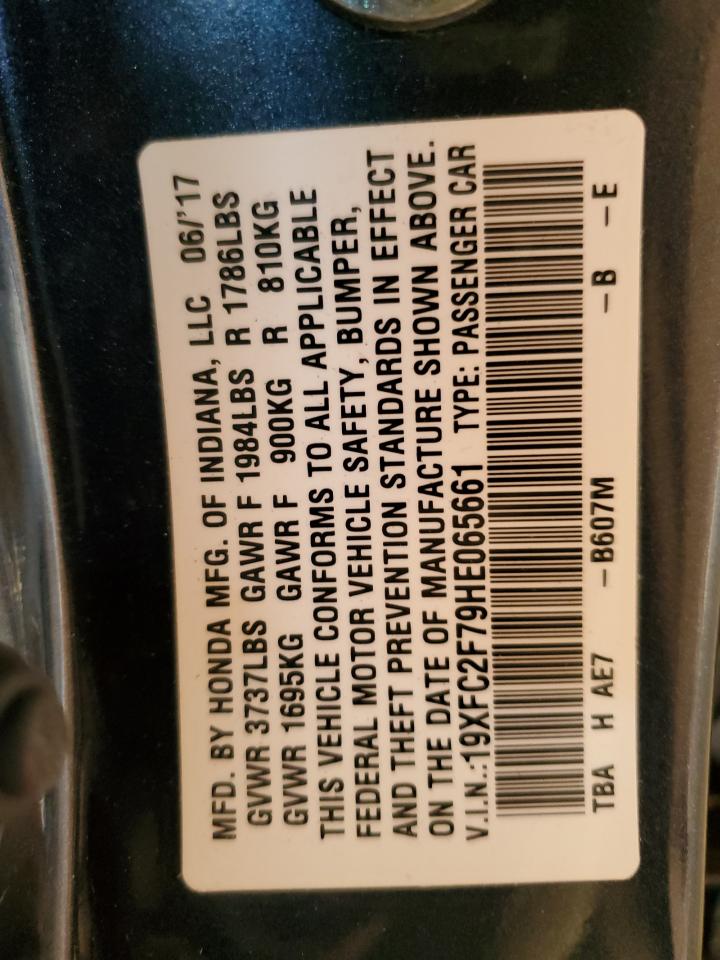 MFD. BY HONDA MFG. OF INDIANA, LLC 06/'17
GVWR 3737LBS GAWR F 1984LBS R 1786LBS
GVWR 1695KG GAWR F 900KG R 810KG
THIS VEHICLE CONFORMS TO ALL APPLICABLE
FEDERAL MOTOR VEHICLE SAFETY, BUMPER,
AND THEFT PREVENTION STANDARDS IN EFFECT
ON THE DATE OF MANUFACTURE SHOWN ABOVE.
V.I.N.:19XFC2F79HE065661 TYPE: PASSENGER CAR
TBA H AE7 – B607M – B – E